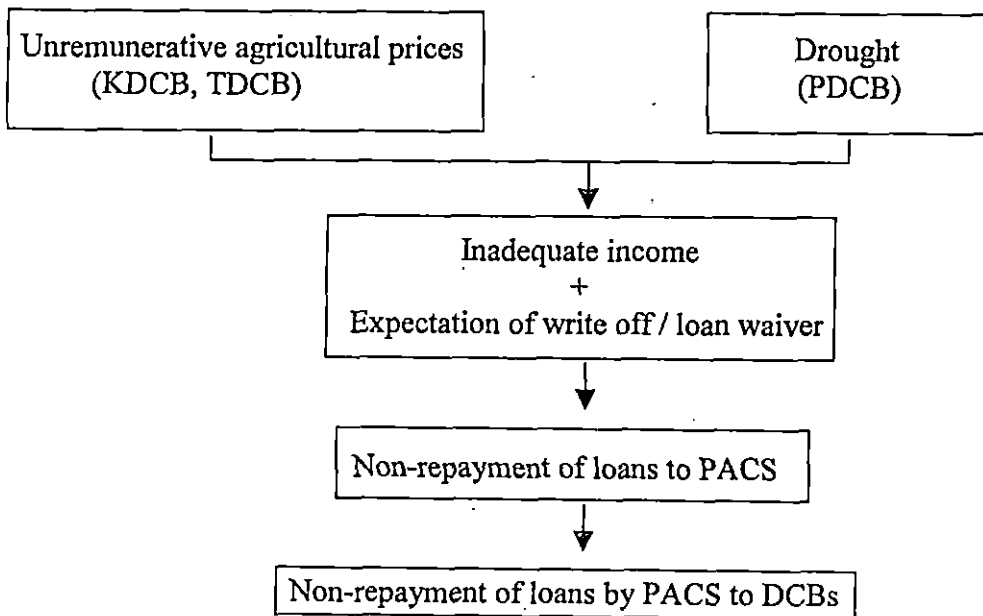 Unremunerative agricultural prices
(KDCB, TDCB)
Drought
(PDCB)
Inadequate income
+
Expectation of write off / loan waiver
Non-repayment of loans to PACS
Non-repayment of loans by PACS to DCBs